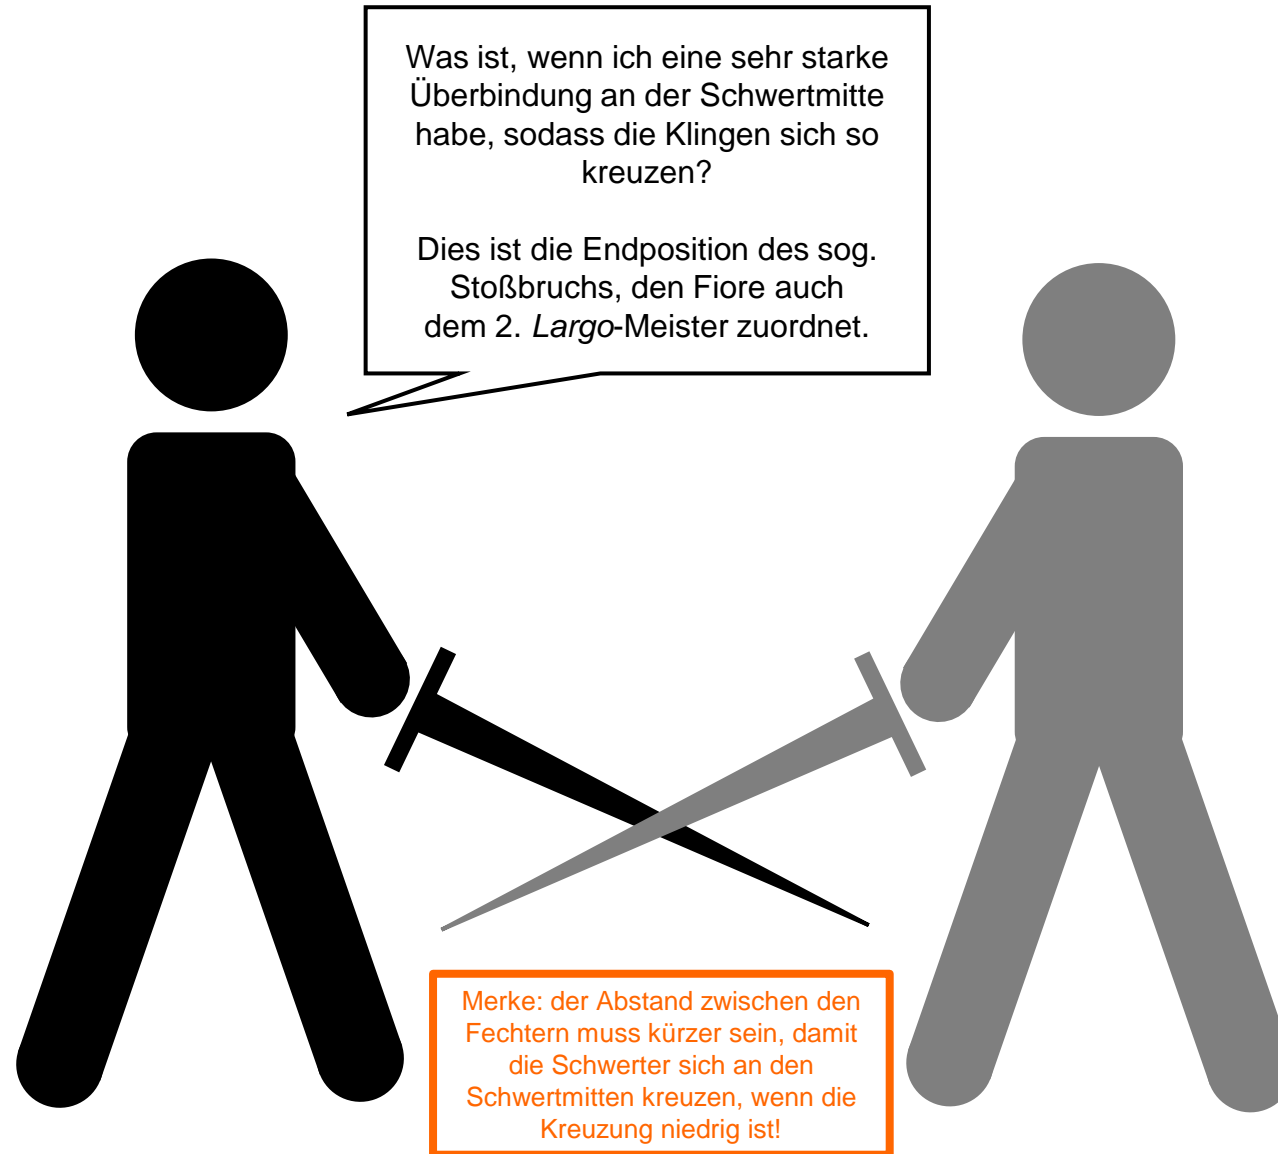 Was ist, wenn ich eine sehr starke
Überbindung an der Schwertmitte
habe, sodass die Klingen sich so
kreuzen?
Dies ist die Endposition des sog.
Stoßbruchs, den Fiore auch
dem 2. Largo-Meister zuordnet.
Merke: der Abstand zwischen den
Fechtern muss kürzer sein, damit
die Schwerter sich an den
Schwertmitten kreuzen, wenn die
Kreuzung niedrig ist!